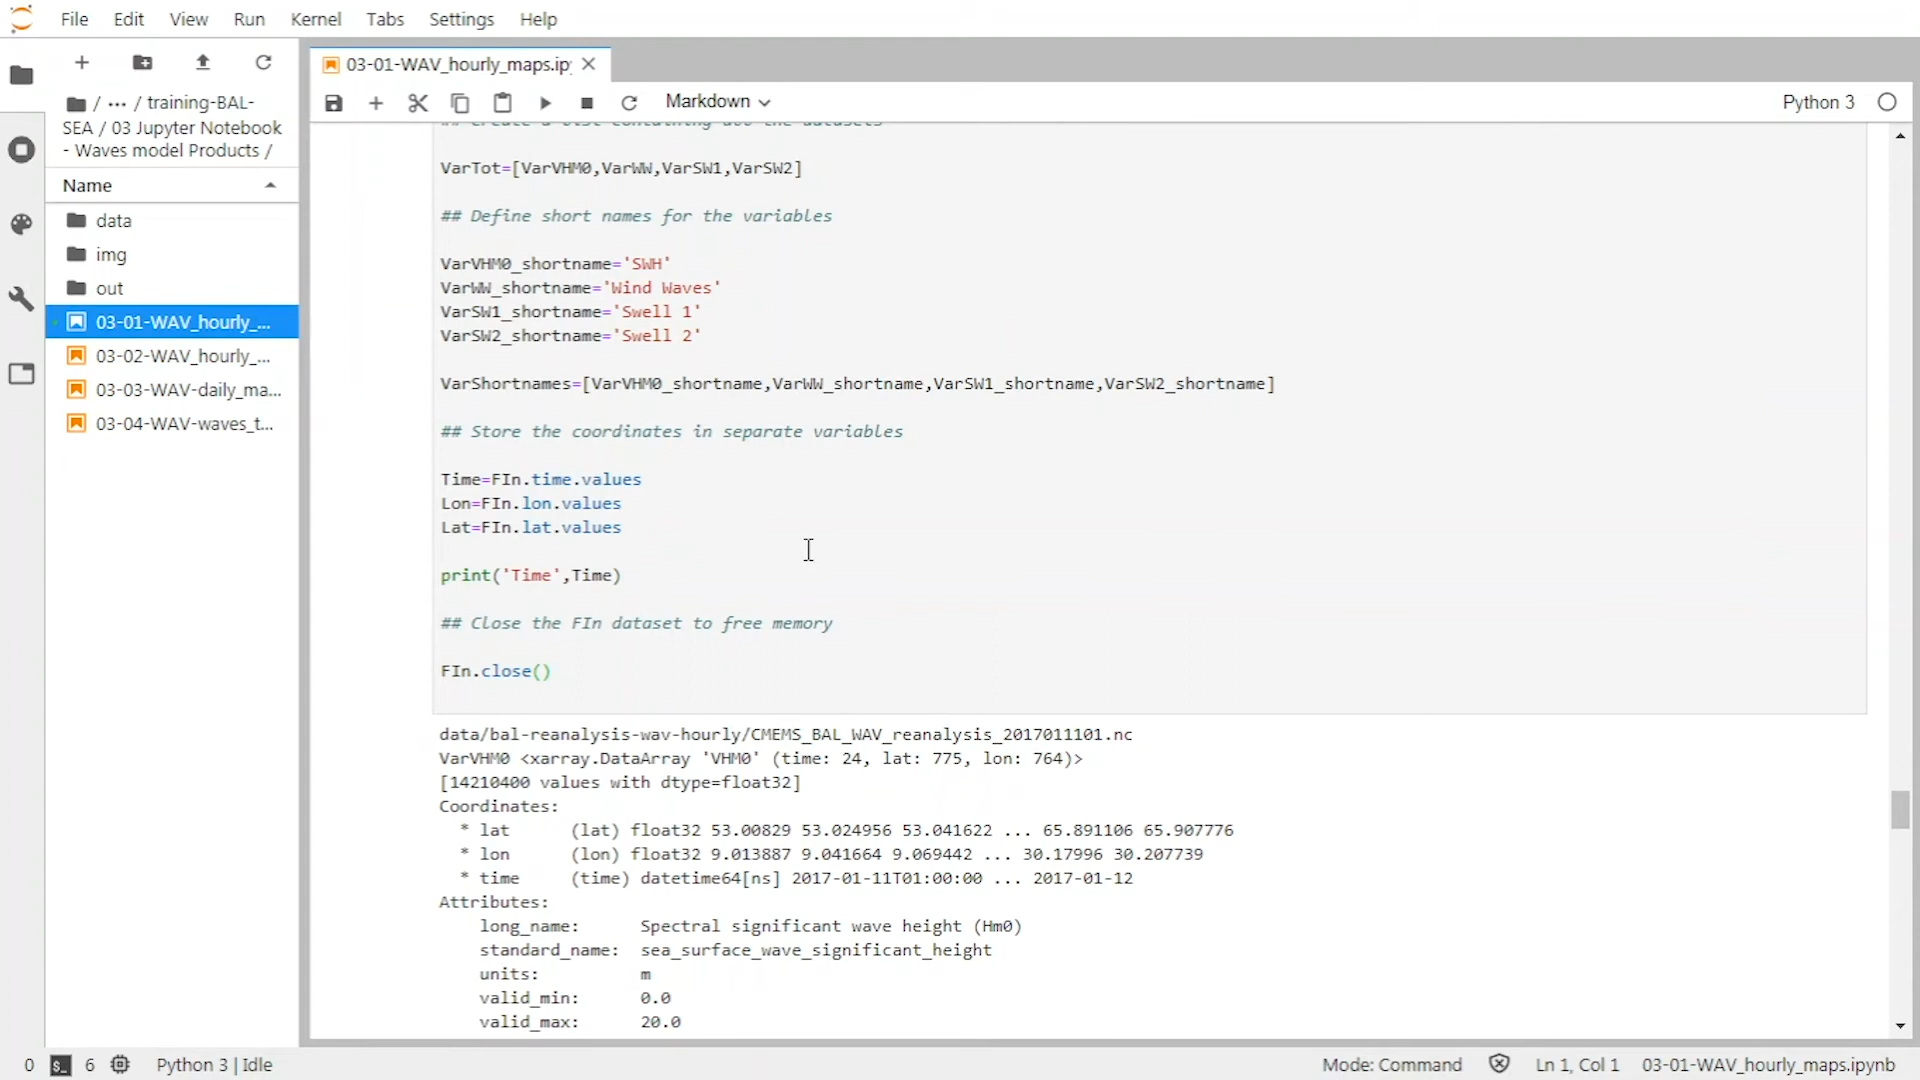 File Edit View Run Kernel Tabs Settings Help
/ ... / training-BAL-
SEA / 03 Jupyter Notebook
- Waves model Products /
Name
data
img
out
03-01-WAV_hourly_...
03-02-WAV_hourly_...
03-03-WAV-daily_ma...
03-04-WAV-waves_t...
03-01-WAV_hourly_maps.ip
Markdown
Python 3
## Create a list containing all the datasets
VarTot=[VarVHM0,VarWW,VarSW1,VarSW2]
## Define short names for the variables
VarVHM0_shortname='SWH'
VarWW_shortname='Wind Waves'
VarSW1_shortname='Swell 1'
VarSW2_shortname='Swell 2'
VarShortnames=[VarVHM0_shortname,VarWW_shortname,VarSW1_shortname,VarSW2_shortname]
## Store the coordinates in separate variables
Time=FIn.time.values
Lon=FIn.lon.values
Lat=FIn.lat.values
print('Time',Time)
## Close the FIn dataset to free memory
FIn.close()
data/bal-reanalysis-wav-hourly/CMEMS_BAL_WAV_reanalysis_2017011101.nc
VarVHM0 <xarray.DataArray 'VHM0' (time: 24, lat: 775, lon: 764)>
[14210400 values with dtype=float32]
Coordinates:
* lat (lat) float32 53.00829 53.024956 53.041622 ... 65.891106 65.907776
* lon (lon) float32 9.013887 9.041664 9.069442 ... 30.17996 30.207739
* time (time) datetime64[ns] 2017-01-11T01:00:00 ... 2017-01-12
Attributes:
long_name: Spectral significant wave height (Hm0)
standard_name: sea_surface_wave_significant_height
units: m
valid_min: 0.0
valid_max: 20.0
0 $_ 6 Python 3 | Idle
Mode: Command Ln 1, Col 1 03-01-WAV_hourly_maps.ipynb